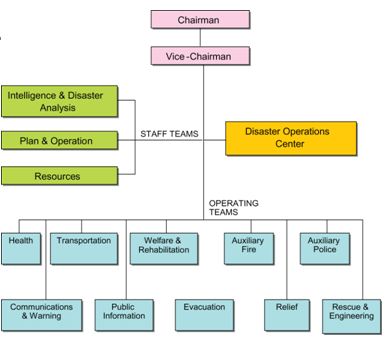 Chairman
Vice-Chairman
Intelligence & Disaster
Analysis
STAFF TEAMS
Plan & Operation
Disaster Operations
Center
Resources
OPERATING
TEAMS
Health
Transportation
Welfare &
Rehabilitation
Auxiliary
Fire
Auxiliary
Police
Communications
& Warning
Public
Information
Evacuation
Relief
Rescue &
Engineering